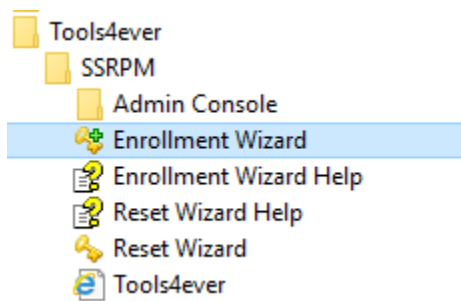 Tools4ever
SSRPM
Admin Console
Enrollment Wizard
Enrollment Wizard Help
Reset Wizard Help
Reset Wizard
Tools4ever